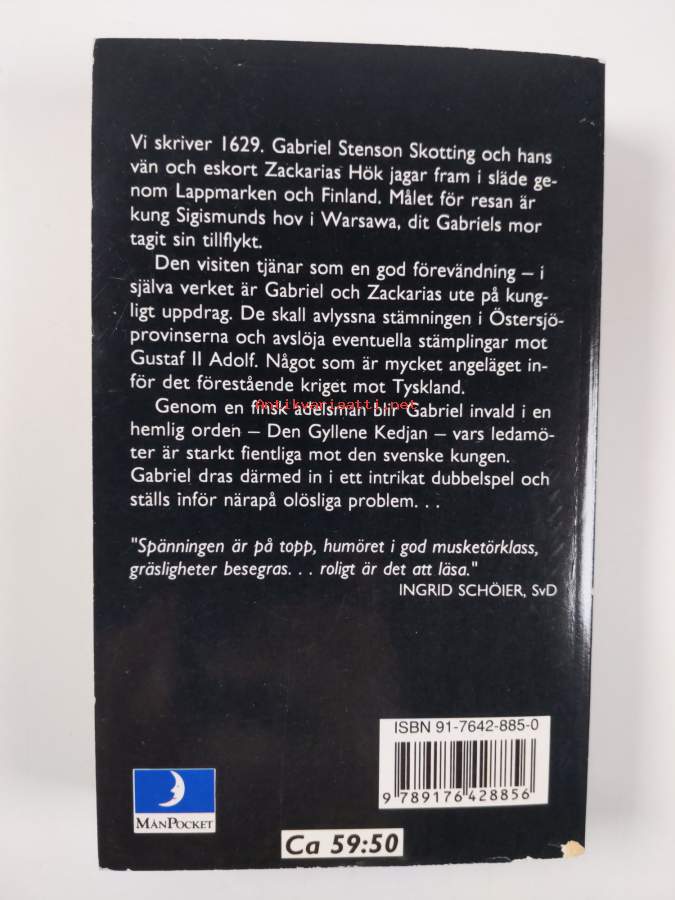 Vi skriver 1629. Gabriel Stenson Skotting och hans
vän och eskort Zackarias Hök jagar fram i släde ge-
nom Lappmarken och Finland. Målet för resan är
kung Sigismunds hov i Warsawa, dit Gabriels mor
tagit sin tillflykt.
Den visiten tjänar som en god förevändning – i
själva verket är Gabriel och Zackarias ute på kung-
ligt uppdrag. De skall avlyssna stämningen i Östersjö-
provinserna och avslöja eventuella stämplingar mot
Gustaf II Adolf. Något som är mycket angeläget in-
för det förestående kriget mot Tyskland.
Genom en finsk adelsman blir Gabriel invald i en
Antikvariaatti.net
hemlig orden – Den Gyllene Kedjan – vars ledamö-
ter är starkt fientliga mot den svenske kungen.
Gabriel dras därmed in i ett intrikat dubbelspel och
ställs inför närapå olösliga problem. . .
"Spänningen är på topp, humöret i god musketörklass,
gräsligheter besegras. . . roligt är det att läsa."
INGRID SCHÖIER, SvD
ISBN 91-7642-885-0
9 789176 428856
MÅNPOCKET
Ca 59:50